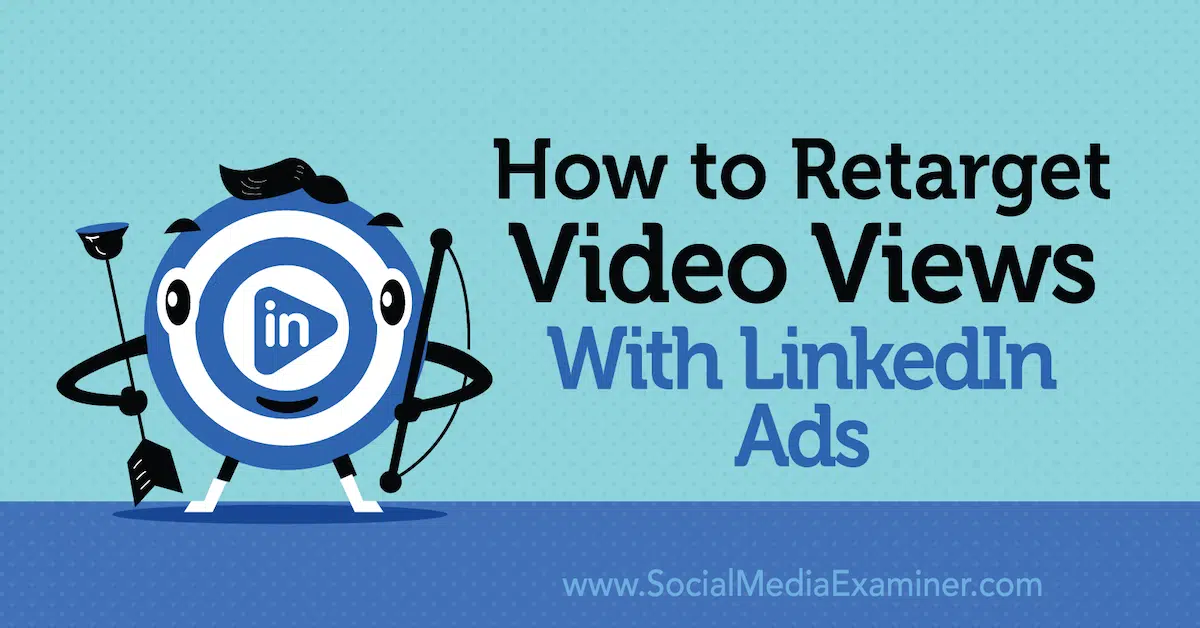 in
How to Retarget
Video Views
With LinkedIn
Ads
www.SocialMediaExaminer.com